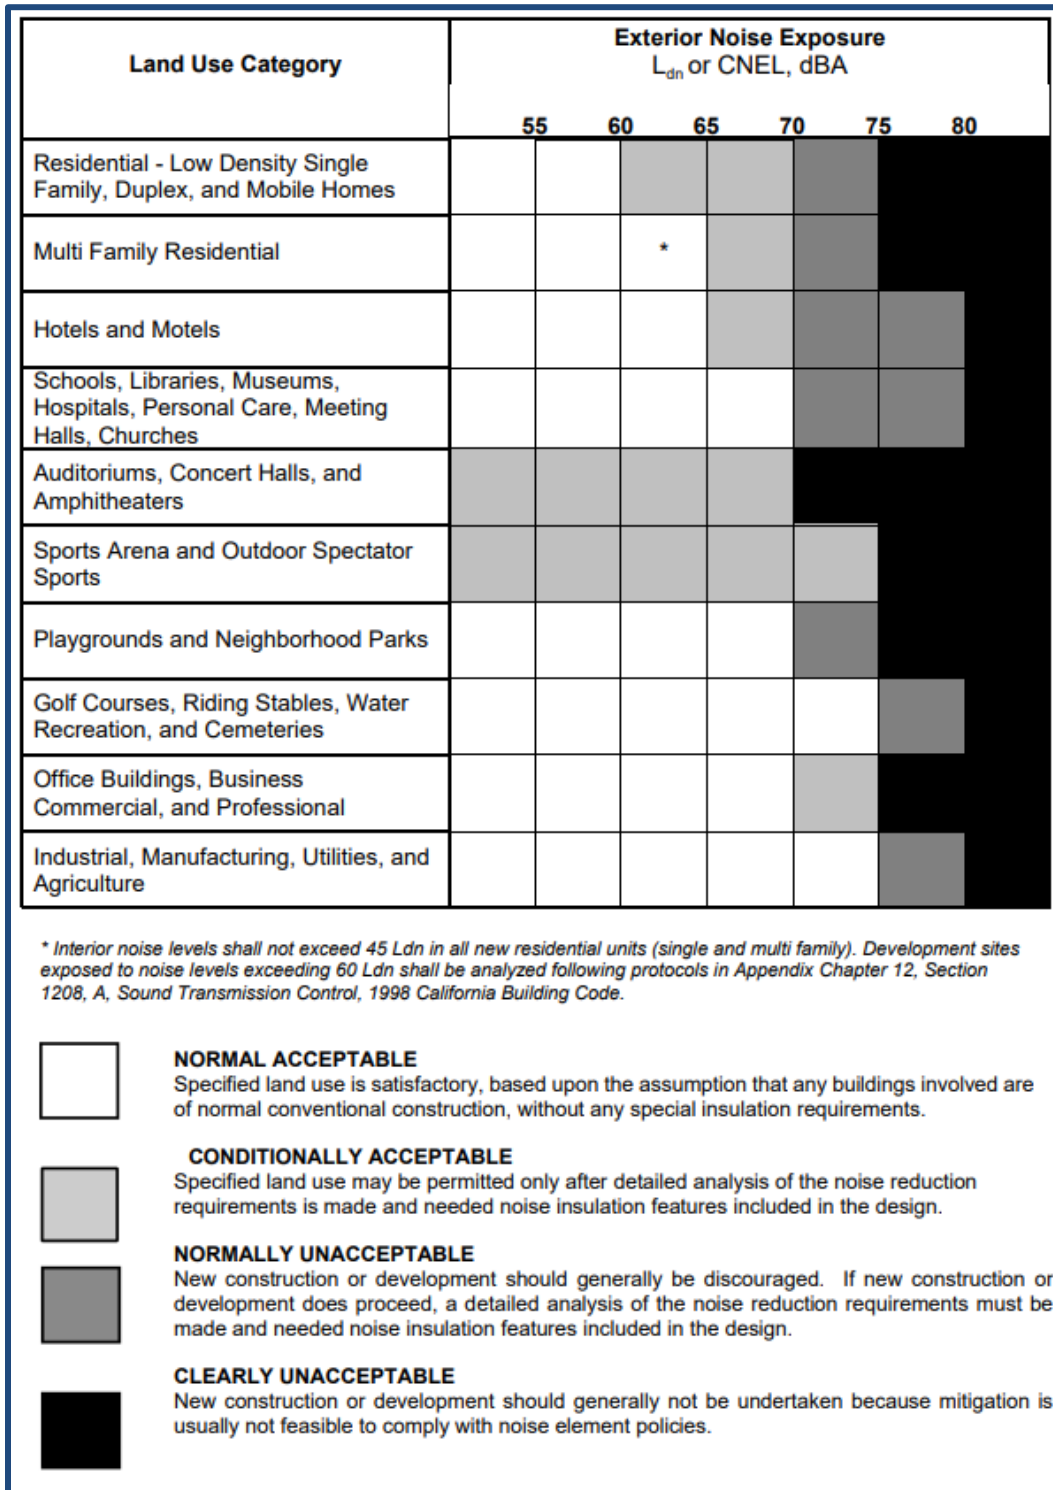 Land Use Category
Exterior Noise Exposure
Ldn or CNEL, dBA
55 60 65 70 75 80
Residential - Low Density Single
Family, Duplex, and Mobile Homes
Multi Family Residential
*
Hotels and Motels
Schools, Libraries, Museums,
Hospitals, Personal Care, Meeting
Halls, Churches
Auditoriums, Concert Halls, and
Amphitheaters
Sports Arena and Outdoor Spectator
Sports
Playgrounds and Neighborhood Parks
Golf Courses, Riding Stables, Water
Recreation, and Cemeteries
Office Buildings, Business
Commercial, and Professional
Industrial, Manufacturing, Utilities, and
Agriculture
* Interior noise levels shall not exceed 45 Ldn in all new residential units (single and multi family). Development sites
exposed to noise levels exceeding 60 Ldn shall be analyzed following protocols in Appendix Chapter 12, Section
1208, A, Sound Transmission Control, 1998 California Building Code.
NORMAL ACCEPTABLE
Specified land use is satisfactory, based upon the assumption that any buildings involved are
of normal conventional construction, without any special insulation requirements.
CONDITIONALLY ACCEPTABLE
Specified land use may be permitted only after detailed analysis of the noise reduction
requirements is made and needed noise insulation features included in the design.
NORMALLY UNACCEPTABLE
New construction or development should generally be discouraged. If new construction or
development does proceed, a detailed analysis of the noise reduction requirements must be
made and needed noise insulation features included in the design.
CLEARLY UNACCEPTABLE
New construction or development should generally not be undertaken because mitigation is
usually not feasible to comply with noise element policies.